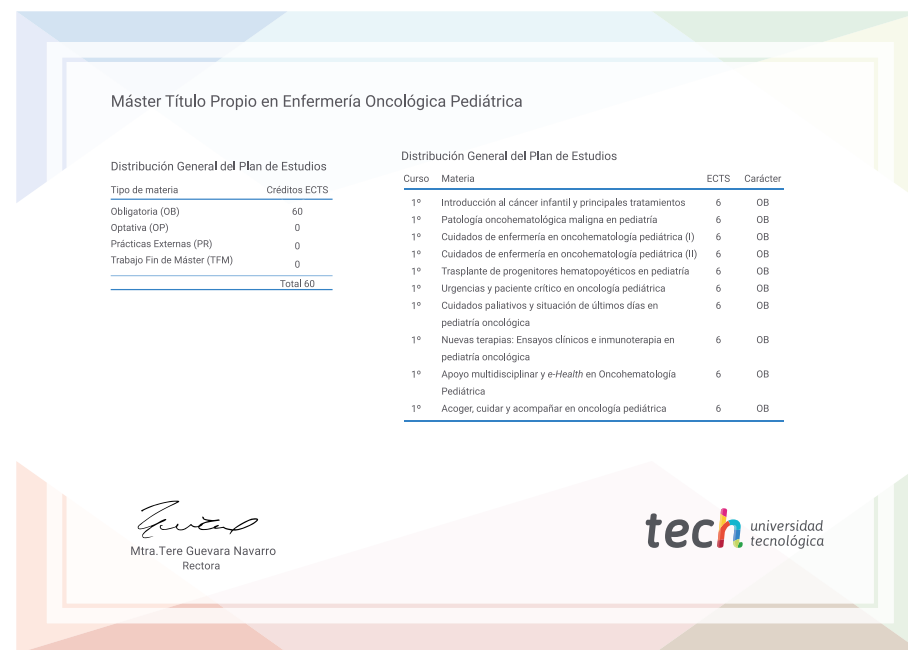 Máster Título Propio en Enfermería Oncológica Pediátrica
Distribución General del Plan de Estudios
Tipo de materia Créditos ECTS
Obligatoria (OB) 60
Optativa (OP) 0
Prácticas Externas (PR) 0
Trabajo Fin de Máster (TFM) 0
Total 60
Distribución General del Plan de Estudios
Curso Materia ECTS Carácter
1º Introducción al cáncer infantil y principales tratamientos 6 OB
1º Patología oncohematológica maligna en pediatría 6 OB
1º Cuidados de enfermería en oncohematología pediátrica (I) 6 OB
1º Cuidados de enfermería en oncohematología pediátrica (II) 6 OB
1º Trasplante de progenitores hematopoyéticos en pediatría 6 OB
1º Urgencias y paciente crítico en oncología pediátrica 6 OB
1º Cuidados paliativos y situación de últimos días en 6 OB
pediatría oncológica
1º Nuevas terapias: Ensayos clínicos e inmunoterapia en 6 OB
pediatría oncológica
1º Apoyo multidisciplinar y e-Health en Oncohematología 6 OB
Pediátrica
1º Acoger, cuidar y acompañar en oncología pediátrica 6 OB
Mtra.Tere Guevara Navarro
Rectora
tech universidad
tecnológica